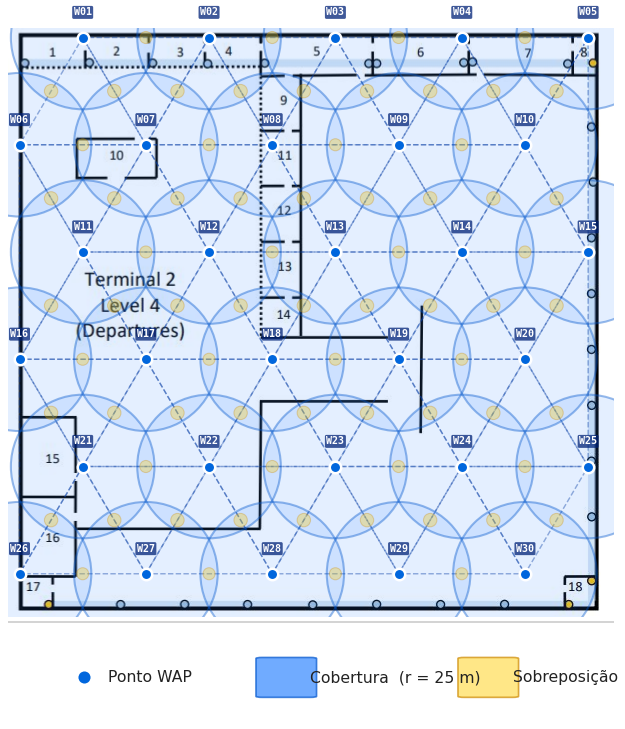 W01 W02 W03 W04 W05
1 2 3 4 5 6 7 8
9
W06 W07 W08 W09 W10
10 11
12
W11 W12 W13 W14 W15
13
Terminal 2
Level 4
(Departures)
14
W16 W17 W18 W19 W20
W21 W22 W23 W24 W25
15
16
W26 W27 W28 W29 W30
17 18
Ponto WAP Cobertura (r = 25 m) Sobreposição